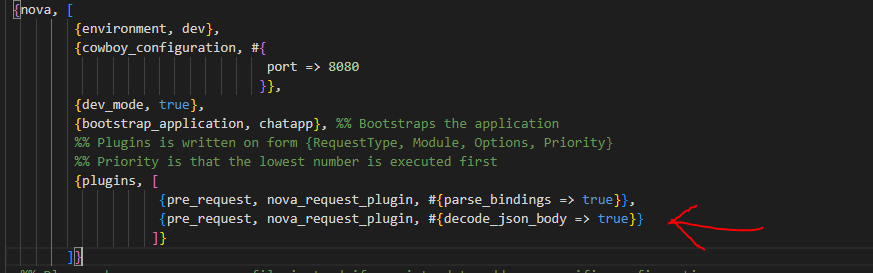 {nova, [
{environment, dev},
{cowboy_configuration, #{
port => 8080
}},
{dev_mode, true},
{bootstrap_application, chatapp}, %% Bootstraps the application
%% Plugins is written on form {RequestType, Module, Options, Priority}
%% Priority is that the lowest number is executed first
{plugins, [
{pre_request, nova_request_plugin, #{parse_bindings => true}},
{pre_request, nova_request_plugin, #{decode_json_body => true}}
]}
]}